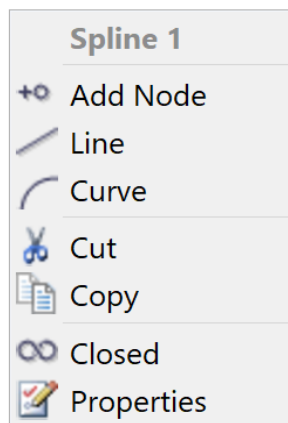 Spline 1
Add Node
Line
Curve
Cut
Copy
Closed
Properties